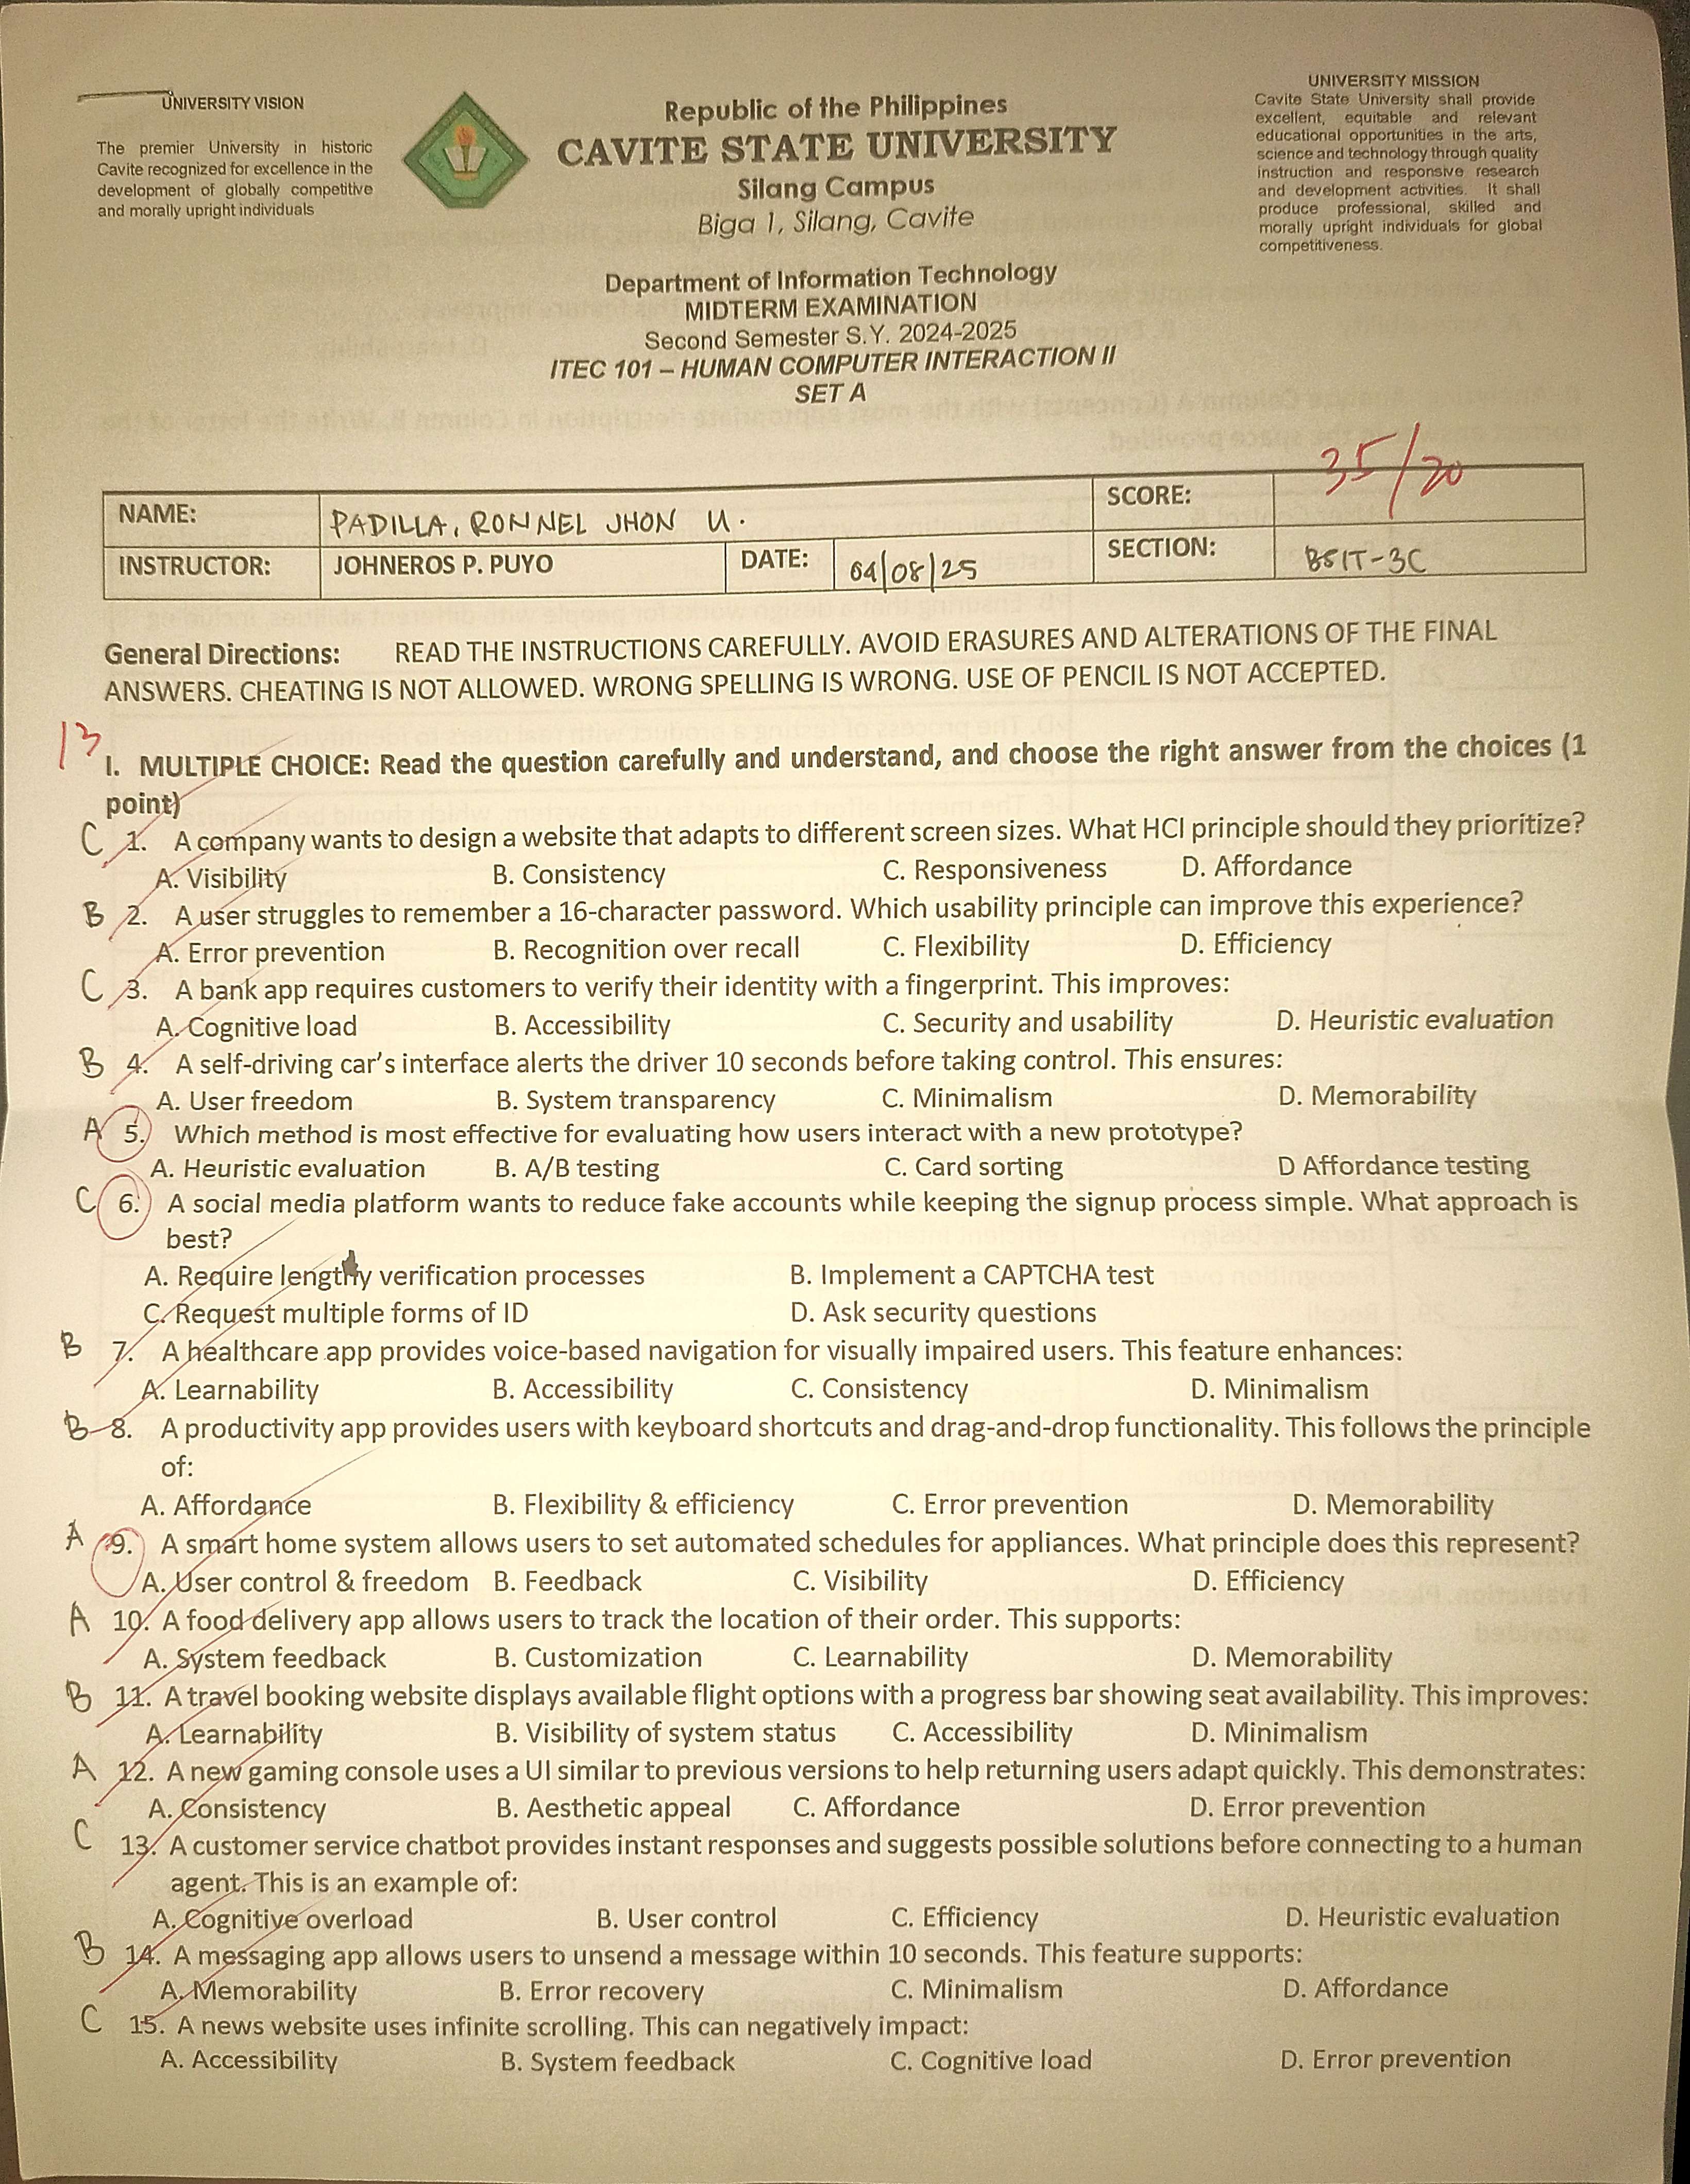 UNIVERSITY VISION
The premier University in historic
Cavite recognized for excellence in the
development of globally competitive
and morally upright individuals
Republic of the Philippines
CAVITE STATE UNIVERSITY
Silang Campus
Biga 1, Silang, Cavite
UNIVERSITY MISSION
Cavite State University shall provide
excellent, equitable and relevant
educational opportunities in the arts,
science and technology through quality
instruction and responsive research
and development activities. It shall
produce professional, skilled and
morally upright individuals for global
competitiveness.
Department of Information Technology
MIDTERM EXAMINATION
Second Semester S.Y. 2024-2025
ITEC 101 – HUMAN COMPUTER INTERACTION II
SET A
NAME: PADILLA, RONNEL JHON U. SCORE: 35/70
INSTRUCTOR: JOHNEROS P. PUYO DATE: 04/08/25 SECTION: BSIT-3C
General Directions: READ THE INSTRUCTIONS CAREFULLY. AVOID ERASURES AND ALTERATIONS OF THE FINAL
ANSWERS. CHEATING IS NOT ALLOWED. WRONG SPELLING IS WRONG. USE OF PENCIL IS NOT ACCEPTED.
13
I. MULTIPLE CHOICE: Read the question carefully and understand, and choose the right answer from the choices (1
point)
C 1. A company wants to design a website that adapts to different screen sizes. What HCI principle should they prioritize?
A. Visibility B. Consistency C. Responsiveness D. Affordance
B 2. A user struggles to remember a 16-character password. Which usability principle can improve this experience?
A. Error prevention B. Recognition over recall C. Flexibility D. Efficiency
C 3. A bank app requires customers to verify their identity with a fingerprint. This improves:
A. Cognitive load B. Accessibility C. Security and usability D. Heuristic evaluation
B 4. A self-driving car's interface alerts the driver 10 seconds before taking control. This ensures:
A. User freedom B. System transparency C. Minimalism D. Memorability
A 5. Which method is most effective for evaluating how users interact with a new prototype?
A. Heuristic evaluation B. A/B testing C. Card sorting D Affordance testing
C 6. A social media platform wants to reduce fake accounts while keeping the signup process simple. What approach is
best?
A. Require lengthy verification processes B. Implement a CAPTCHA test
C. Request multiple forms of ID D. Ask security questions
B 7. A healthcare app provides voice-based navigation for visually impaired users. This feature enhances:
A. Learnability B. Accessibility C. Consistency D. Minimalism
B 8. A productivity app provides users with keyboard shortcuts and drag-and-drop functionality. This follows the principle
of:
A. Affordance B. Flexibility & efficiency C. Error prevention D. Memorability
A 9. A smart home system allows users to set automated schedules for appliances. What principle does this represent?
A. User control & freedom B. Feedback C. Visibility D. Efficiency
A 10. A food delivery app allows users to track the location of their order. This supports:
A. System feedback B. Customization C. Learnability D. Memorability
B 11. A travel booking website displays available flight options with a progress bar showing seat availability. This improves:
A. Learnability B. Visibility of system status C. Accessibility D. Minimalism
A 12. A new gaming console uses a UI similar to previous versions to help returning users adapt quickly. This demonstrates:
A. Consistency B. Aesthetic appeal C. Affordance D. Error prevention
C 13. A customer service chatbot provides instant responses and suggests possible solutions before connecting to a human
agent. This is an example of:
A. Cognitive overload B. User control C. Efficiency D. Heuristic evaluation
B 14. A messaging app allows users to unsend a message within 10 seconds. This feature supports:
A. Memorability B. Error recovery C. Minimalism D. Affordance
C 15. A news website uses infinite scrolling. This can negatively impact:
A. Accessibility B. System feedback C. Cognitive load D. Error prevention